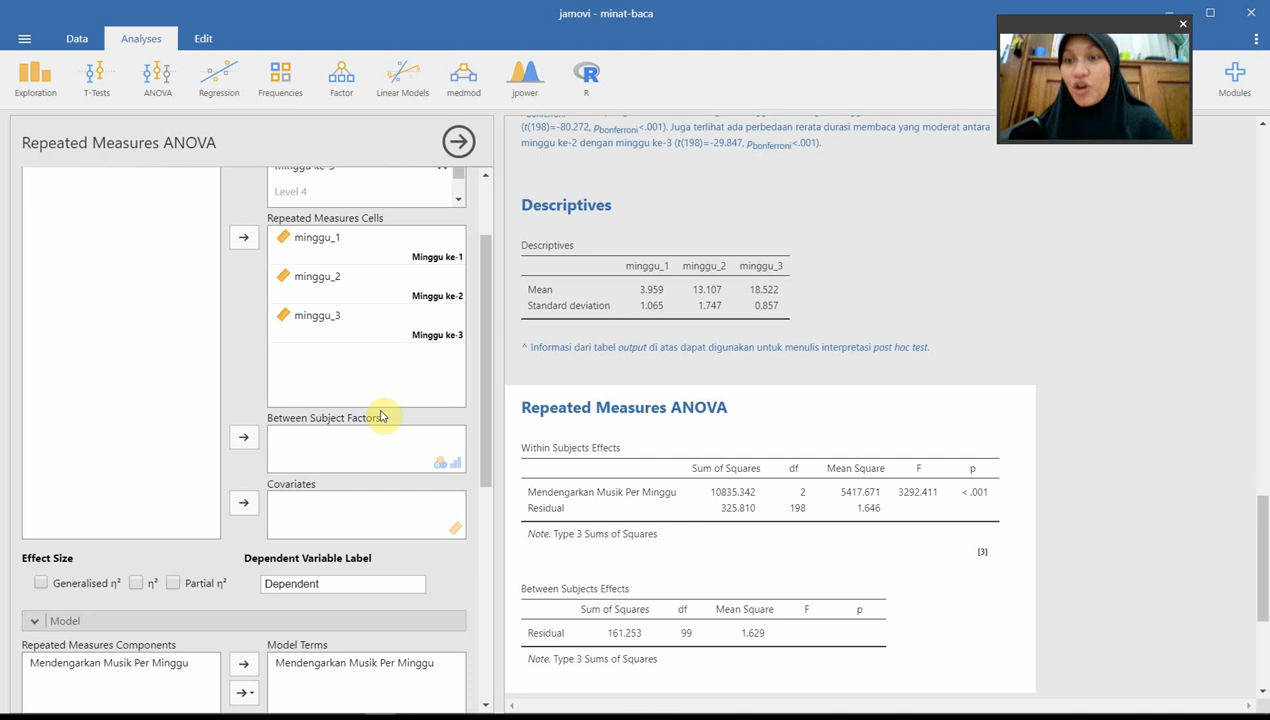 jamovi - minat-baca
Data
Analyses
Edit
Exploration
T-Tests
ANOVA
Regression
Frequencies
Factor
Linear Models
medmod
jpower
R
Modules
Repeated Measures ANOVA
Level 4
Repeated Measures Cells
minggu_1
Minggu ke-1
minggu_2
Minggu ke-2
minggu_3
Minggu ke-3
Between Subject Factors
Covariates
Effect Size
Generalised η²
η²
Partial η²
Dependent Variable Label
Dependent
Model
Repeated Measures Components
Mendengarkan Musik Per Minggu
Model Terms
Mendengarkan Musik Per Minggu
(t(198)=-80.272, pbonferroni<.001). Juga terlihat ada perbedaan rerata durasi membaca yang moderat antara
minggu ke-2 dengan minggu ke-3 (t(198)=-29.847, pbonferroni<.001).
Descriptives
Descriptives
minggu_1 minggu_2 minggu_3
Mean 3.959 13.107 18.522
Standard deviation 1.065 1.747 0.857
^ Informasi dari tabel output di atas dapat digunakan untuk menulis interpretasi post hoc test.
Repeated Measures ANOVA
Within Subjects Effects
Sum of Squares df Mean Square F p
Mendengarkan Musik Per Minggu 10835.342 2 5417.671 3292.411 < .001
Residual 325.810 198 1.646
Note. Type 3 Sums of Squares
[3]
Between Subjects Effects
Sum of Squares df Mean Square F p
Residual 161.253 99 1.629
Note. Type 3 Sums of Squares